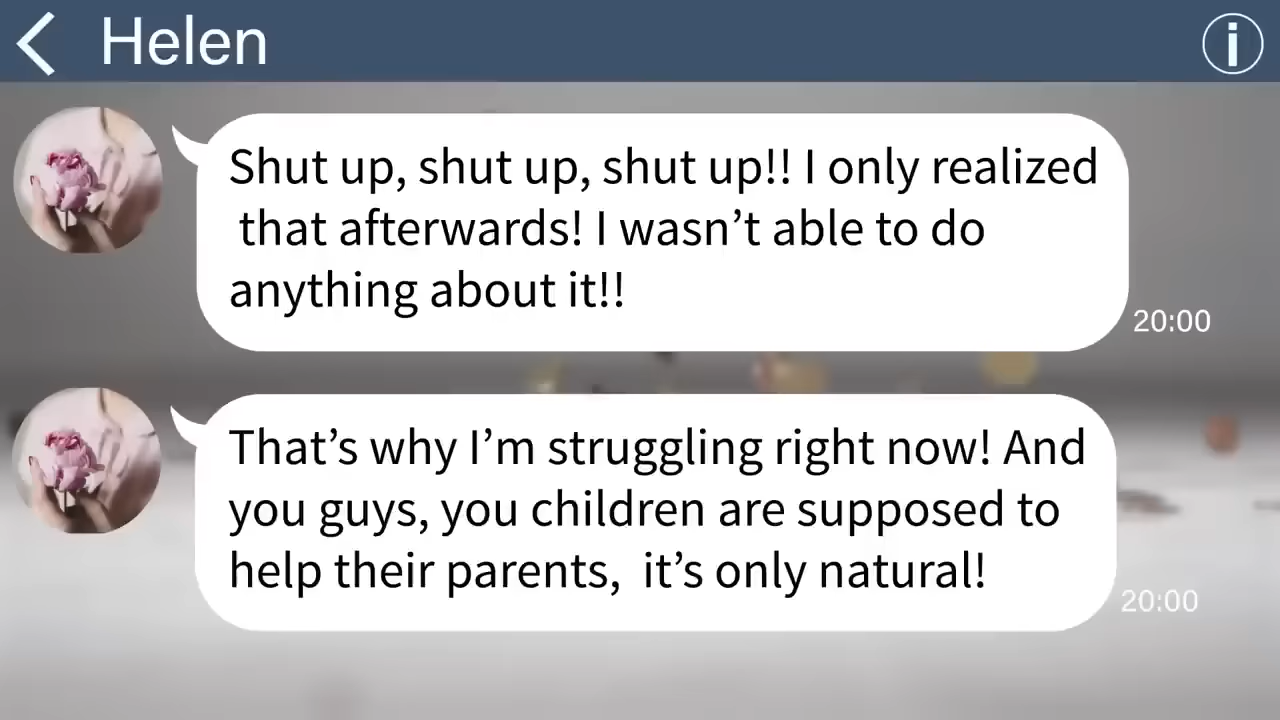 Helen
Shut up, shut up, shut up!! I only realized
that afterwards! I wasn’t able to do
anything about it!!
20:00
That’s why I’m struggling right now! And
you guys, you children are supposed to
help their parents,  it’s only natural!
20:00